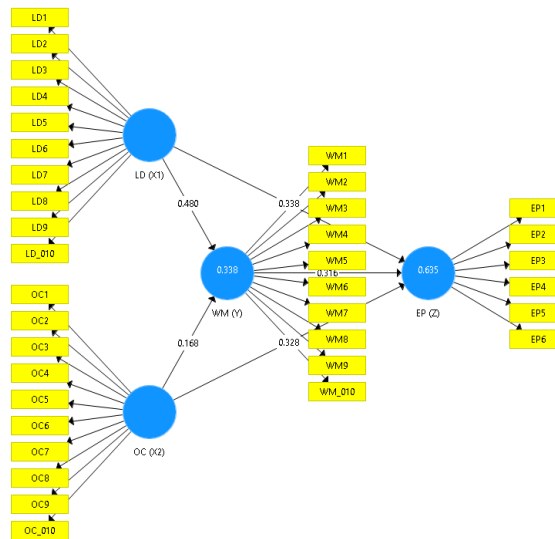 LD1
LD2
LD3
LD4
LD5
LD6
LD7
LD8
LD9
LD_010
LD (X1)
0.480
0.338
OC1
OC2
OC3
OC4
OC5
OC6
OC7
OC8
OC9
OC_010
OC (X2)
0.168
0.328
0.338
WM (Y)
0.316
WM1
WM2
WM3
WM4
WM5
WM6
WM7
WM8
WM9
WM_010
0.635
EP (Z)
EP1
EP2
EP3
EP4
EP5
EP6